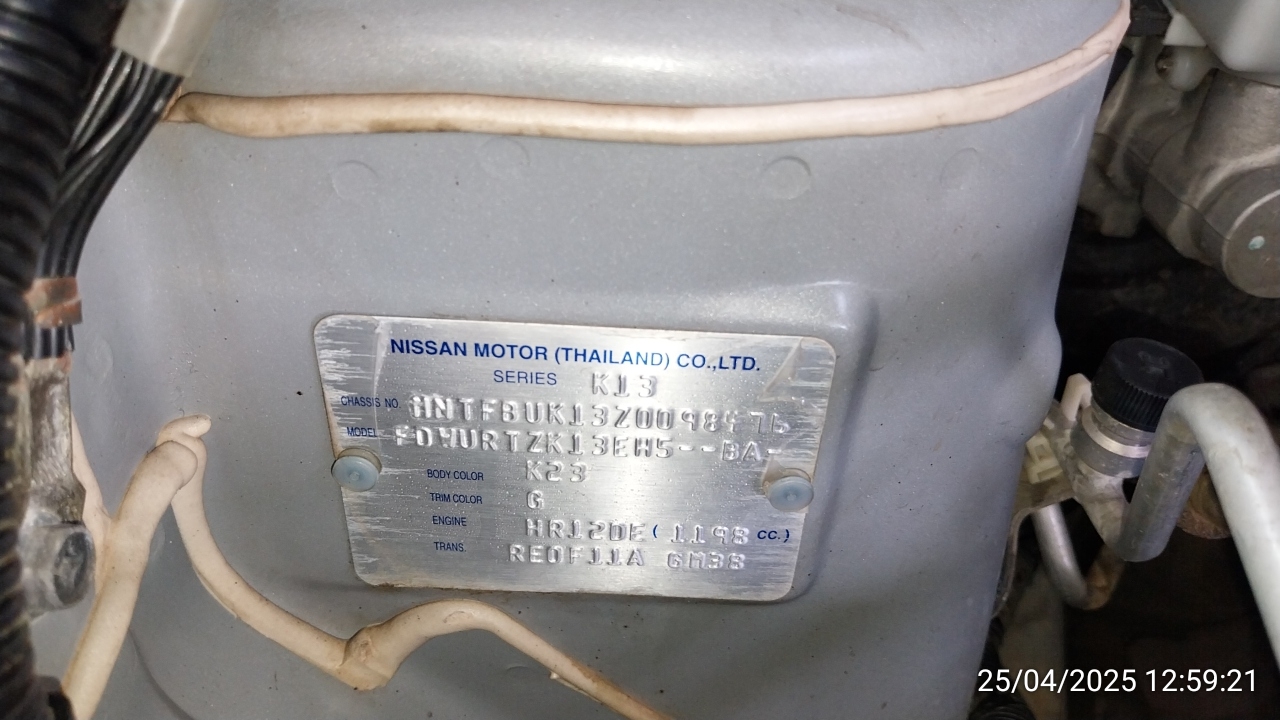 NISSAN MOTOR (THAILAND) CO.,LTD.
SERIES K13
CHASSIS NO. MNTFBUK13Z0098476
MODEL FDMURTZK13EH5--BA-
BODY COLOR K23
TRIM COLOR G
ENGINE HR12DE ( 1198 CC.)
TRANS. RE0F11A GM38
25/04/2025 12:59:21